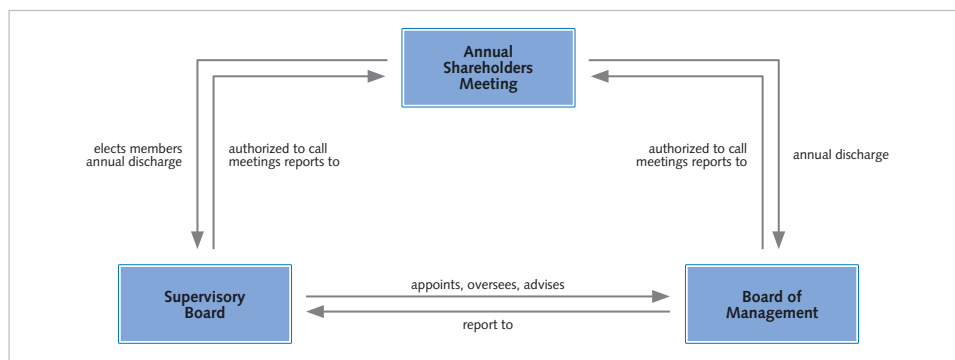 Annual
Shareholders
Meeting
elects members
annual discharge
authorized to call
meetings reports to
authorized to call
meetings reports to
annual discharge
Supervisory
Board
appoints, oversees, advises
report to
Board of
Management